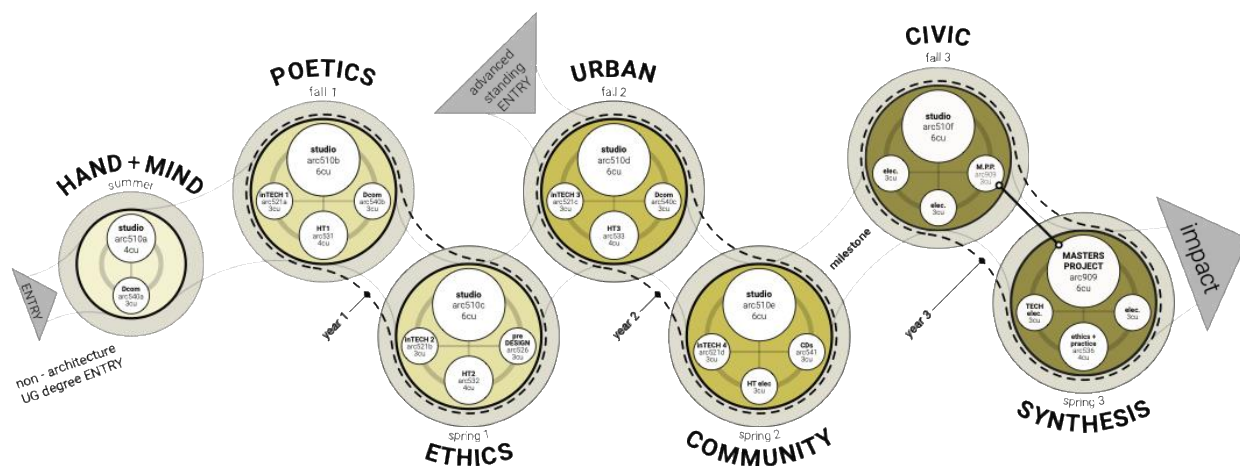 HAND + MIND
summer
studio
arc510a
4cu
Dcom
arc540a
3cu
ENTRY
non - architecture
UG degree ENTRY
POETICS
fall 1
studio
arc510b
6cu
inTECH 1
arc521a
3cu
Dcom
arc540b
3cu
HT1
arc531
4cu
year 1
studio
arc510c
6cu
inTECH 2
arc521b
3cu
pre
DESIGN
arc526
3cu
HT2
arc532
4cu
spring 1
ETHICS
advanced
standing
ENTRY
URBAN
fall 2
studio
arc510d
6cu
inTECH 3
arc521c
3cu
Dcom
arc540c
3cu
HT3
arc533
4cu
year 2
studio
arc510e
6cu
inTECH 4
arc521d
3cu
CDs
arc541
3cu
HT elec
3cu
spring 2
COMMUNITY
milestone
CIVIC
fall 3
studio
arc510f
6cu
elec.
3cu
M.P.P.
arc909
3cu
elec.
3cu
year 3
MASTERS
PROJECT
arc909
6cu
TECH
elec.
3cu
elec.
3cu
ethics +
practice
arc536
4cu
spring 3
SYNTHESIS
impact